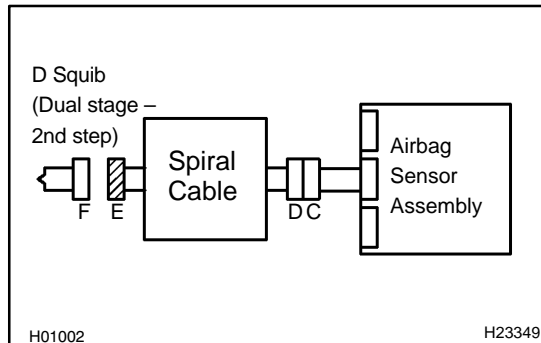 D Squib
(Dual stage –
2nd step)
Spiral
Cable
Airbag
Sensor
Assembly
F
E
D C
H01002
H23349